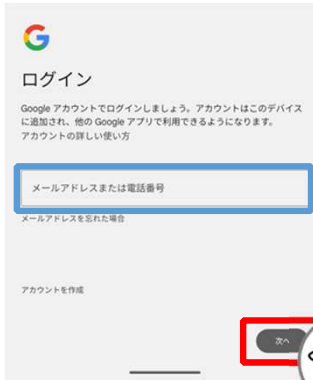 ログイン
Google アカウントでログインしましょう。アカウントはこのデバイス
に追加され、他の Google アプリで利用できるようになります。
アカウントの詳しい使い方
メールアドレスまたは電話番号
メールアドレスを忘れた場合
アカウントを作成
次へ